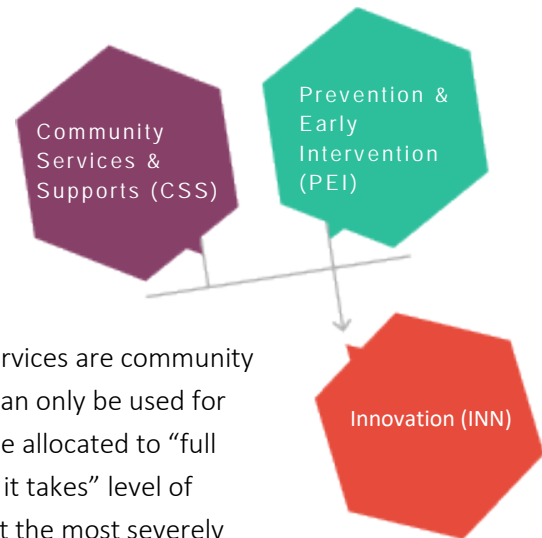 Community
Services &
Supports (CSS)
Prevention &
Early
Intervention
(PEI)
Innovation (INN)
rvices are community
an only be used for
e allocated to “full
it takes” level of
t the most severely